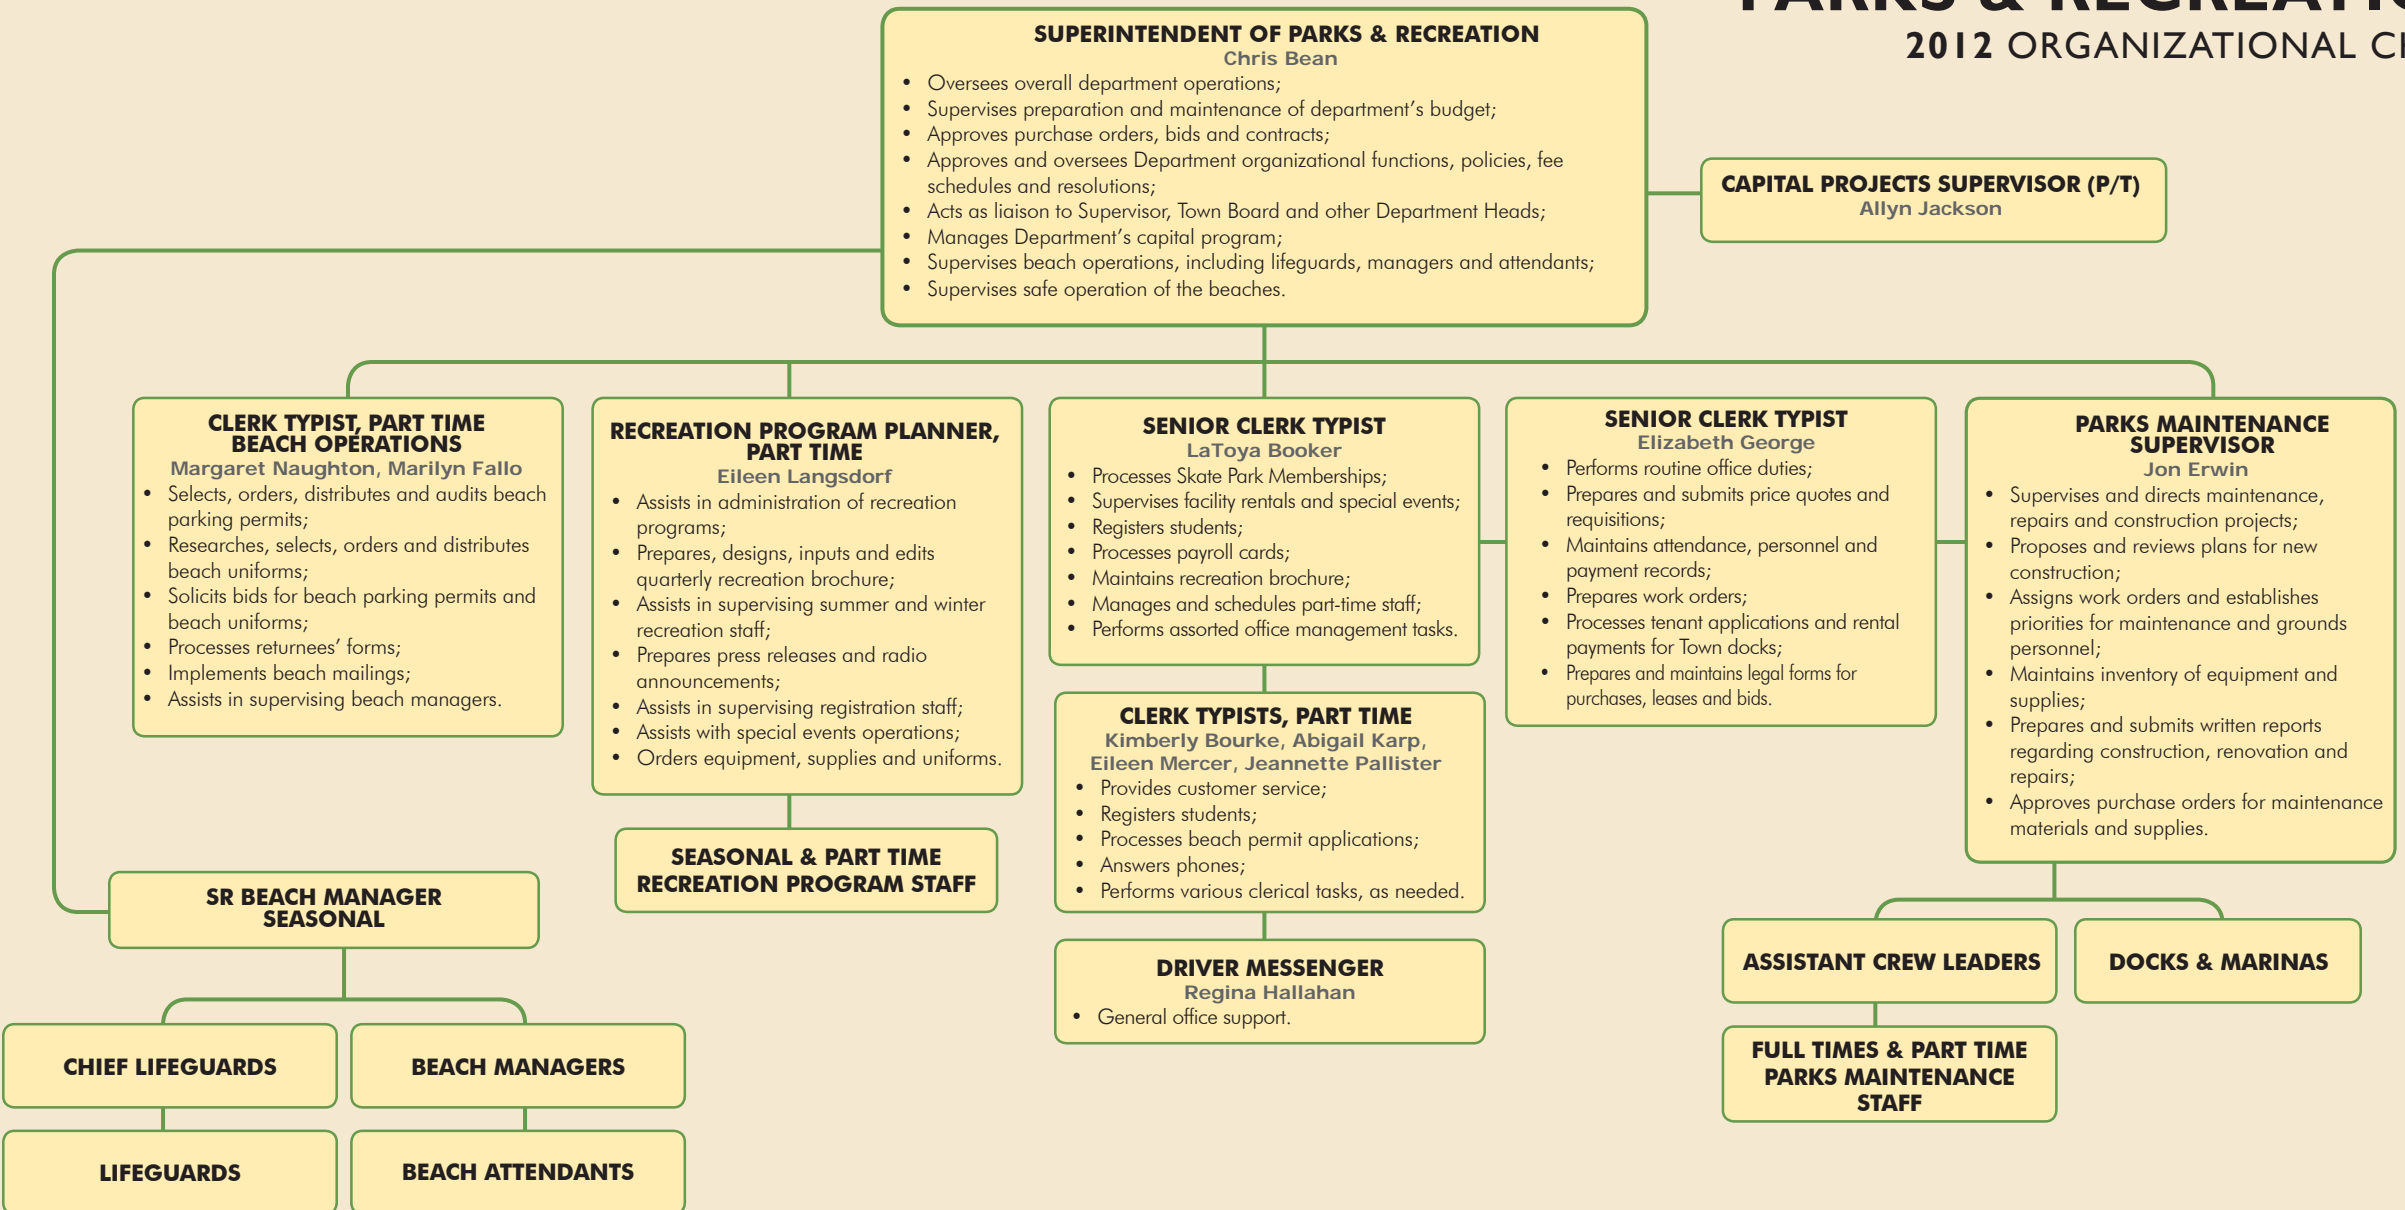 PARKS & RECREATIO
2012 ORGANIZATIONAL CH
SUPERINTENDENT OF PARKS & RECREATION
Chris Bean
• Oversees overall department operations;
• Supervises preparation and maintenance of department’s budget;
• Approves purchase orders, bids and contracts;
• Approves and oversees Department organizational functions, policies, fee
schedules and resolutions;
• Acts as liaison to Supervisor, Town Board and other Department Heads;
• Manages Department’s capital program;
• Supervises beach operations, including lifeguards, managers and attendants;
• Supervises safe operation of the beaches.
CAPITAL PROJECTS SUPERVISOR (P/T)
Allyn Jackson
CLERK TYPIST, PART TIME
BEACH OPERATIONS
Margaret Naughton, Marilyn Fallo
• Selects, orders, distributes and audits beach
parking permits;
• Researches, selects, orders and distributes
beach uniforms;
• Solicits bids for beach parking permits and
beach uniforms;
• Processes returnees’ forms;
• Implements beach mailings;
• Assists in supervising beach managers.
RECREATION PROGRAM PLANNER,
PART TIME
Eileen Langsdorf
• Assists in administration of recreation
programs;
• Prepares, designs, inputs and edits
quarterly recreation brochure;
• Assists in supervising summer and winter
recreation staff;
• Prepares press releases and radio
announcements;
• Assists in supervising registration staff;
• Assists with special events operations;
• Orders equipment, supplies and uniforms.
SENIOR CLERK TYPIST
LaToya Booker
• Processes Skate Park Memberships;
• Supervises facility rentals and special events;
• Registers students;
• Processes payroll cards;
• Maintains recreation brochure;
• Manages and schedules part-time staff;
• Performs assorted office management tasks.
SENIOR CLERK TYPIST
Elizabeth George
• Performs routine office duties;
• Prepares and submits price quotes and
requisitions;
• Maintains attendance, personnel and
payment records;
• Prepares work orders;
• Processes tenant applications and rental
payments for Town docks;
• Prepares and maintains legal forms for
purchases, leases and bids.
PARKS MAINTENANCE
SUPERVISOR
Jon Erwin
• Supervises and directs maintenance,
repairs and construction projects;
• Proposes and reviews plans for new
construction;
• Assigns work orders and establishes
priorities for maintenance and grounds
personnel;
• Maintains inventory of equipment and
supplies;
• Prepares and submits written reports
regarding construction, renovation and
repairs;
• Approves purchase orders for maintenance
materials and supplies.
CLERK TYPISTS, PART TIME
Kimberly Bourke, Abigail Karp,
Eileen Mercer, Jeannette Pallister
• Provides customer service;
• Registers students;
• Processes beach permit applications;
• Answers phones;
• Performs various clerical tasks, as needed.
SEASONAL & PART TIME
RECREATION PROGRAM STAFF
SR BEACH MANAGER
SEASONAL
DRIVER MESSENGER
Regina Hallahan
• General office support.
ASSISTANT CREW LEADERS
DOCKS & MARINAS
FULL TIMES & PART TIME
PARKS MAINTENANCE
STAFF
CHIEF LIFEGUARDS
BEACH MANAGERS
LIFEGUARDS
BEACH ATTENDANTS